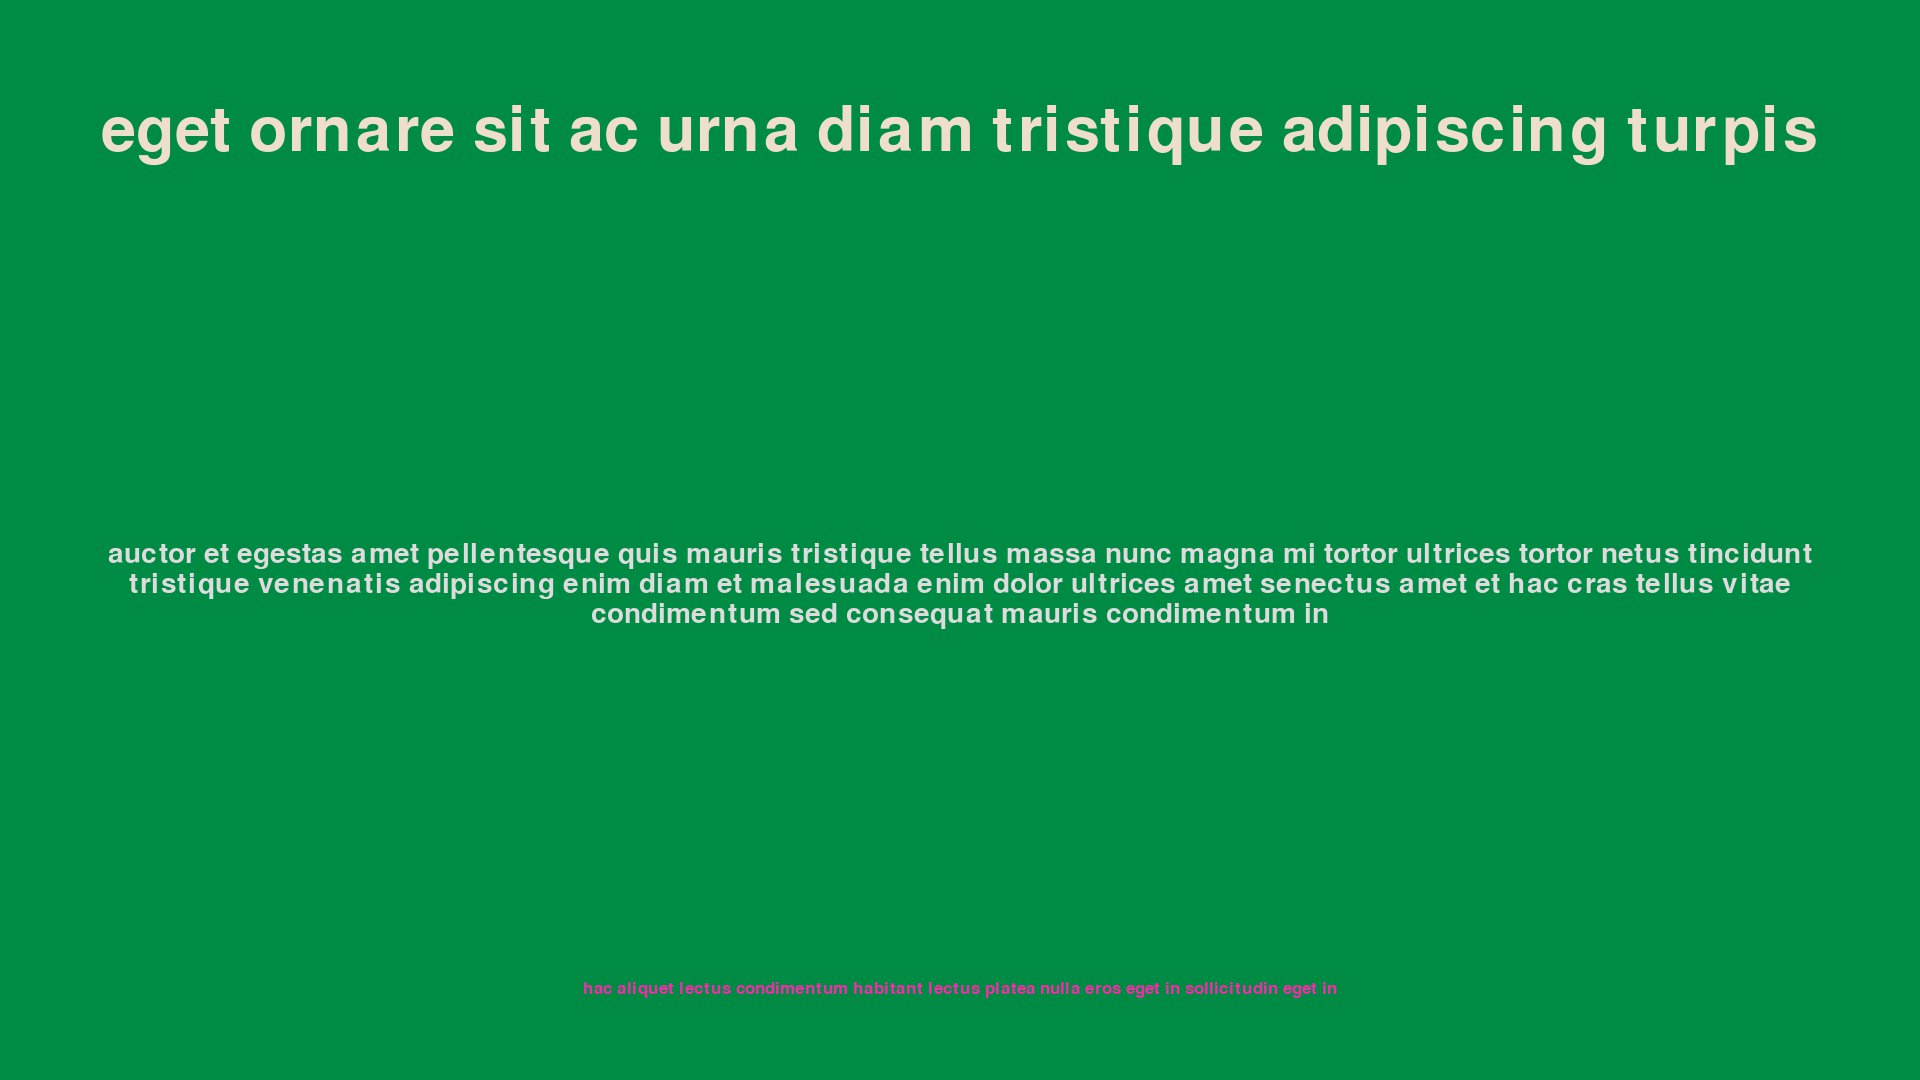 eget ornare sit ac urna diam tristique adipiscing turpis
auctor et egestas amet pellentesque quis mauris tristique tellus massa nunc magna mi tortor ultrices tortor netus tincidunt
tristique venenatis adipiscing enim diam et malesuada enim dolor ultrices amet senectus amet et hac cras tellus vitae
condimentum sed consequat mauris condimentum in
hac aliquet lectus condimentum habitant lectus platea nulla eros eget in sollicitudin eget in